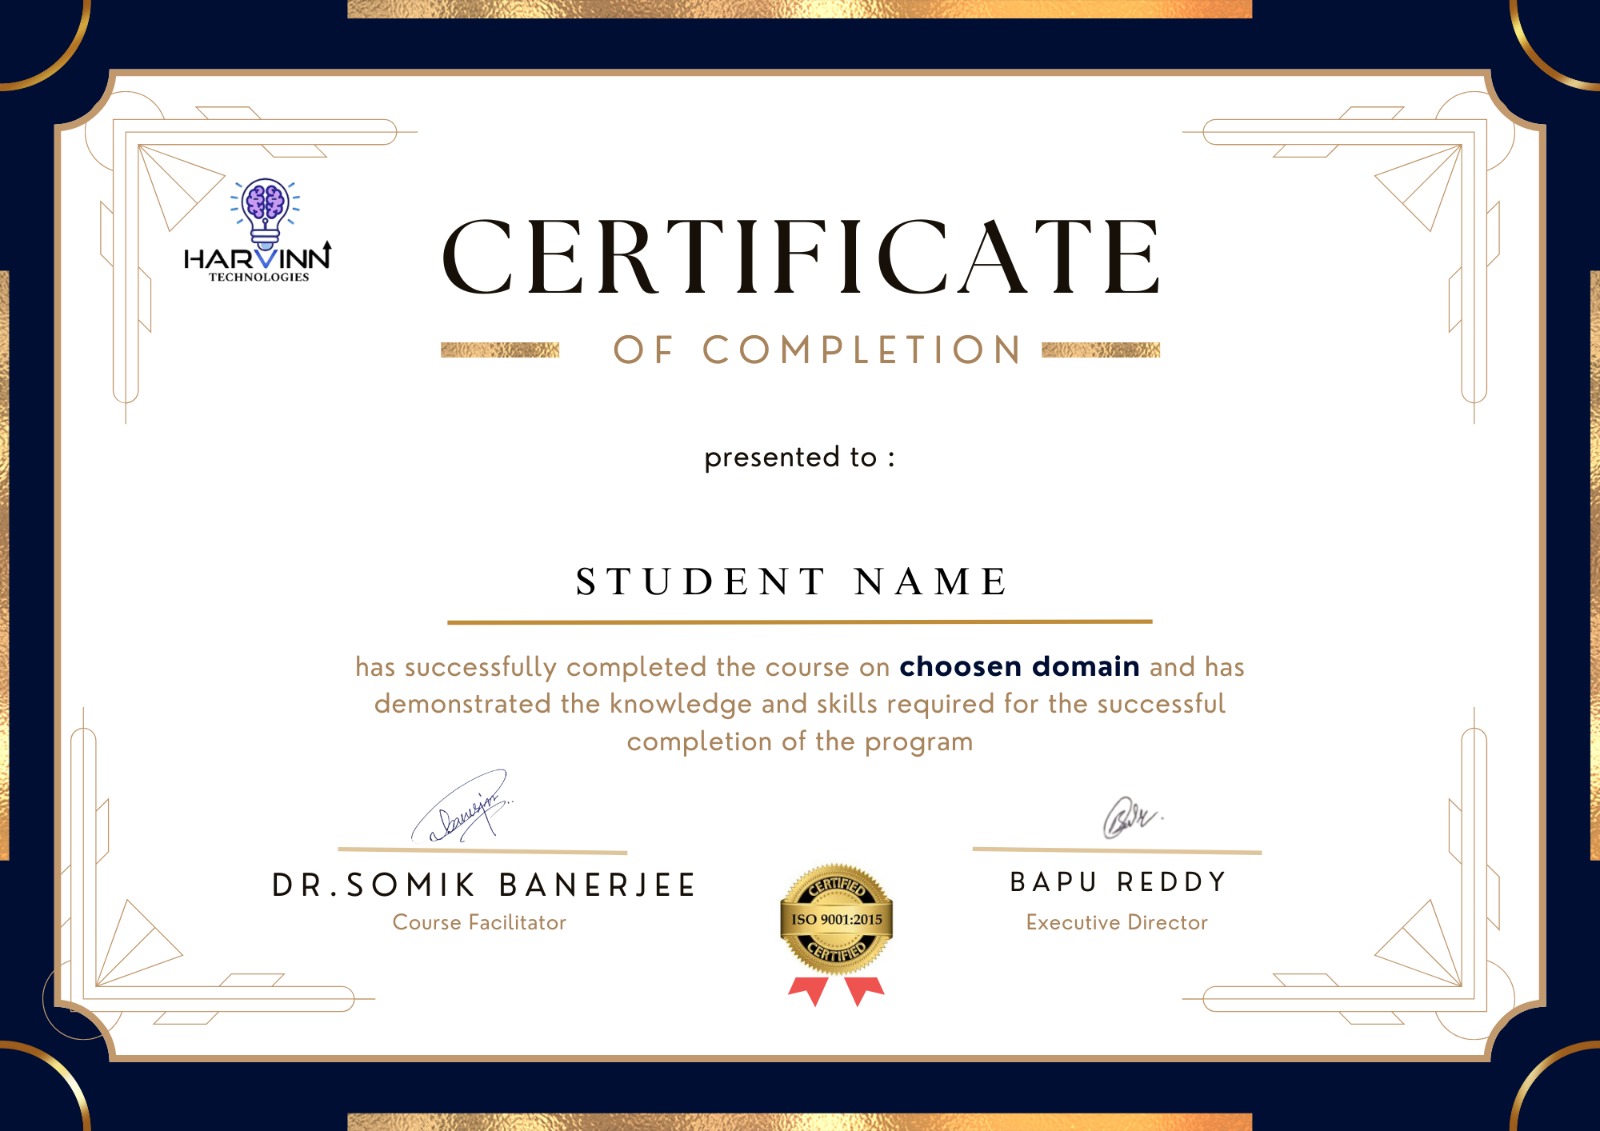 HARVINN
TECHNOLOGIES
CERTIFICATE
OF COMPLETION
presented to :
STUDENT NAME
has successfully completed the course on choosen domain and has
demonstrated the knowledge and skills required for the successful
completion of the program
DR.SOMIK BANERJEE
Course Facilitator
CERTIFIED
ISO 9001:2015
CERTIFIED
BAPU REDDY
Executive Director